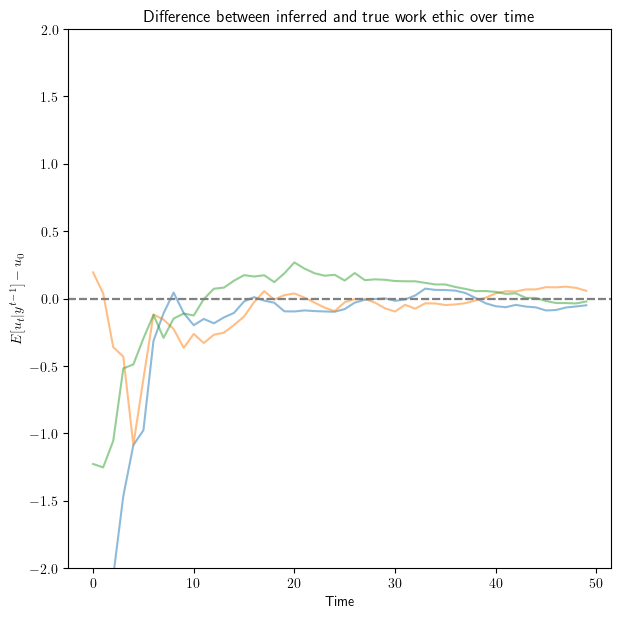 Difference between inferred and true work ethic over time
2.0
1.5
1.0
0.5
0.0
−0.5
−1.0
−1.5
−2.0
E[u_t|y^{t−1}] − u_0
0 10 20 30 40 50
Time